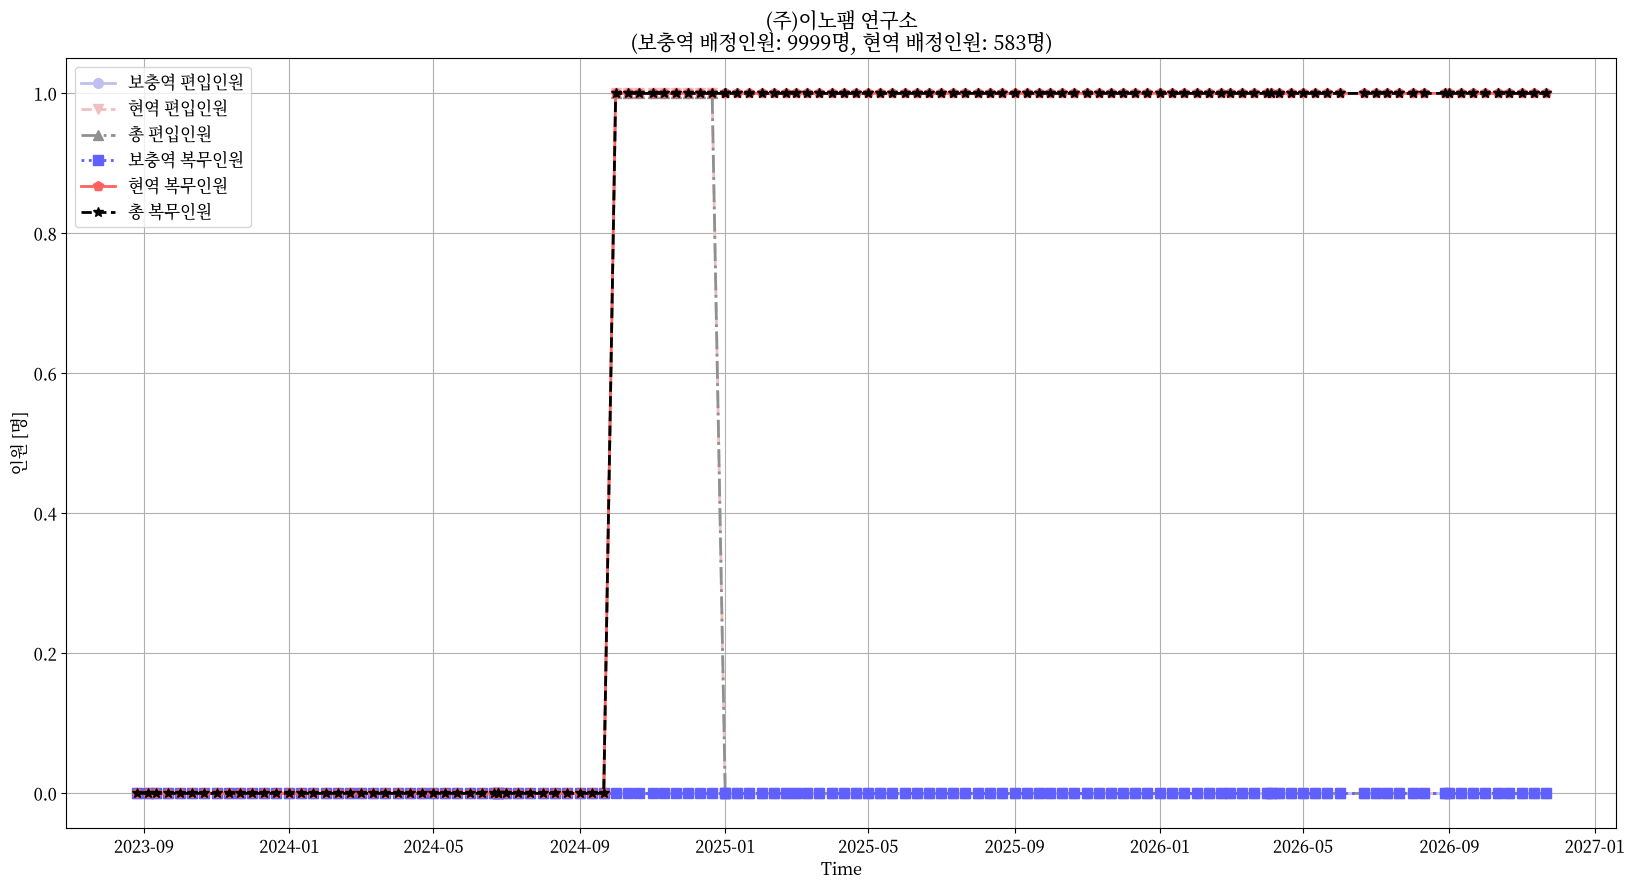 (주)이노팸 연구소
(보충역 배정인원: 9999명, 현역 배정인원: 583명)
보충역 편입인원
현역 편입인원
총 편입인원
보충역 복무인원
현역 복무인원
총 복무인원
1.0
0.8
0.6
0.4
0.2
0.0
인원 [명]
2023-09
2024-01
2024-05
2024-09
2025-01
2025-05
2025-09
2026-01
2026-05
2026-09
2027-01
Time